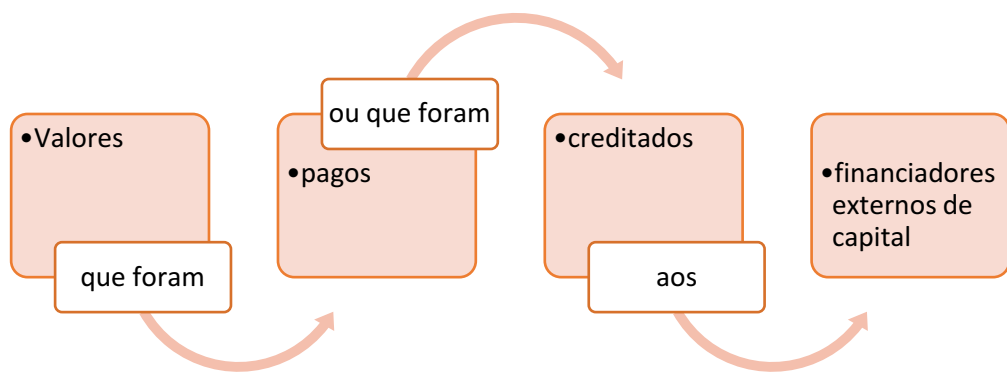 •Valores
que foram
•pagos
ou que foram
•creditados
aos
•financiadores
externos de
capital